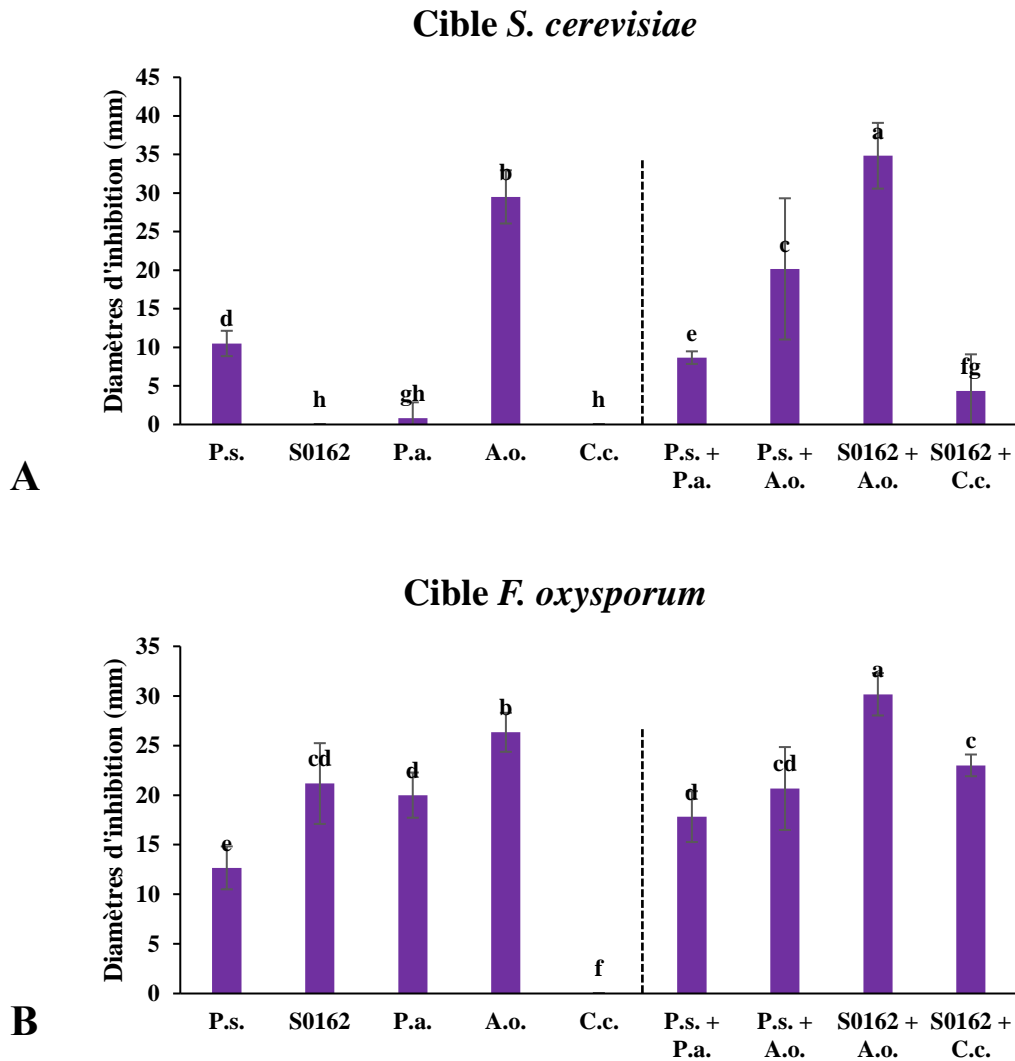 Cible S. cerevisiae
Diamètres d'inhibition (mm)
45
40
35
30
25
20
15
10
5
0
d
h
gh
b
h
e
c
a
fg
P.s.
S0162
P.a.
A.o.
C.c.
P.s. +
P.a.
P.s. +
A.o.
S0162 +
A.o.
S0162 +
C.c.
A
Cible F. oxysporum
Diamètres d'inhibition (mm)
35
30
25
20
15
10
5
0
e
cd
d
b
f
d
cd
a
c
P.s.
S0162
P.a.
A.o.
C.c.
P.s. +
P.a.
P.s. +
A.o.
S0162 +
A.o.
S0162 +
C.c.
B